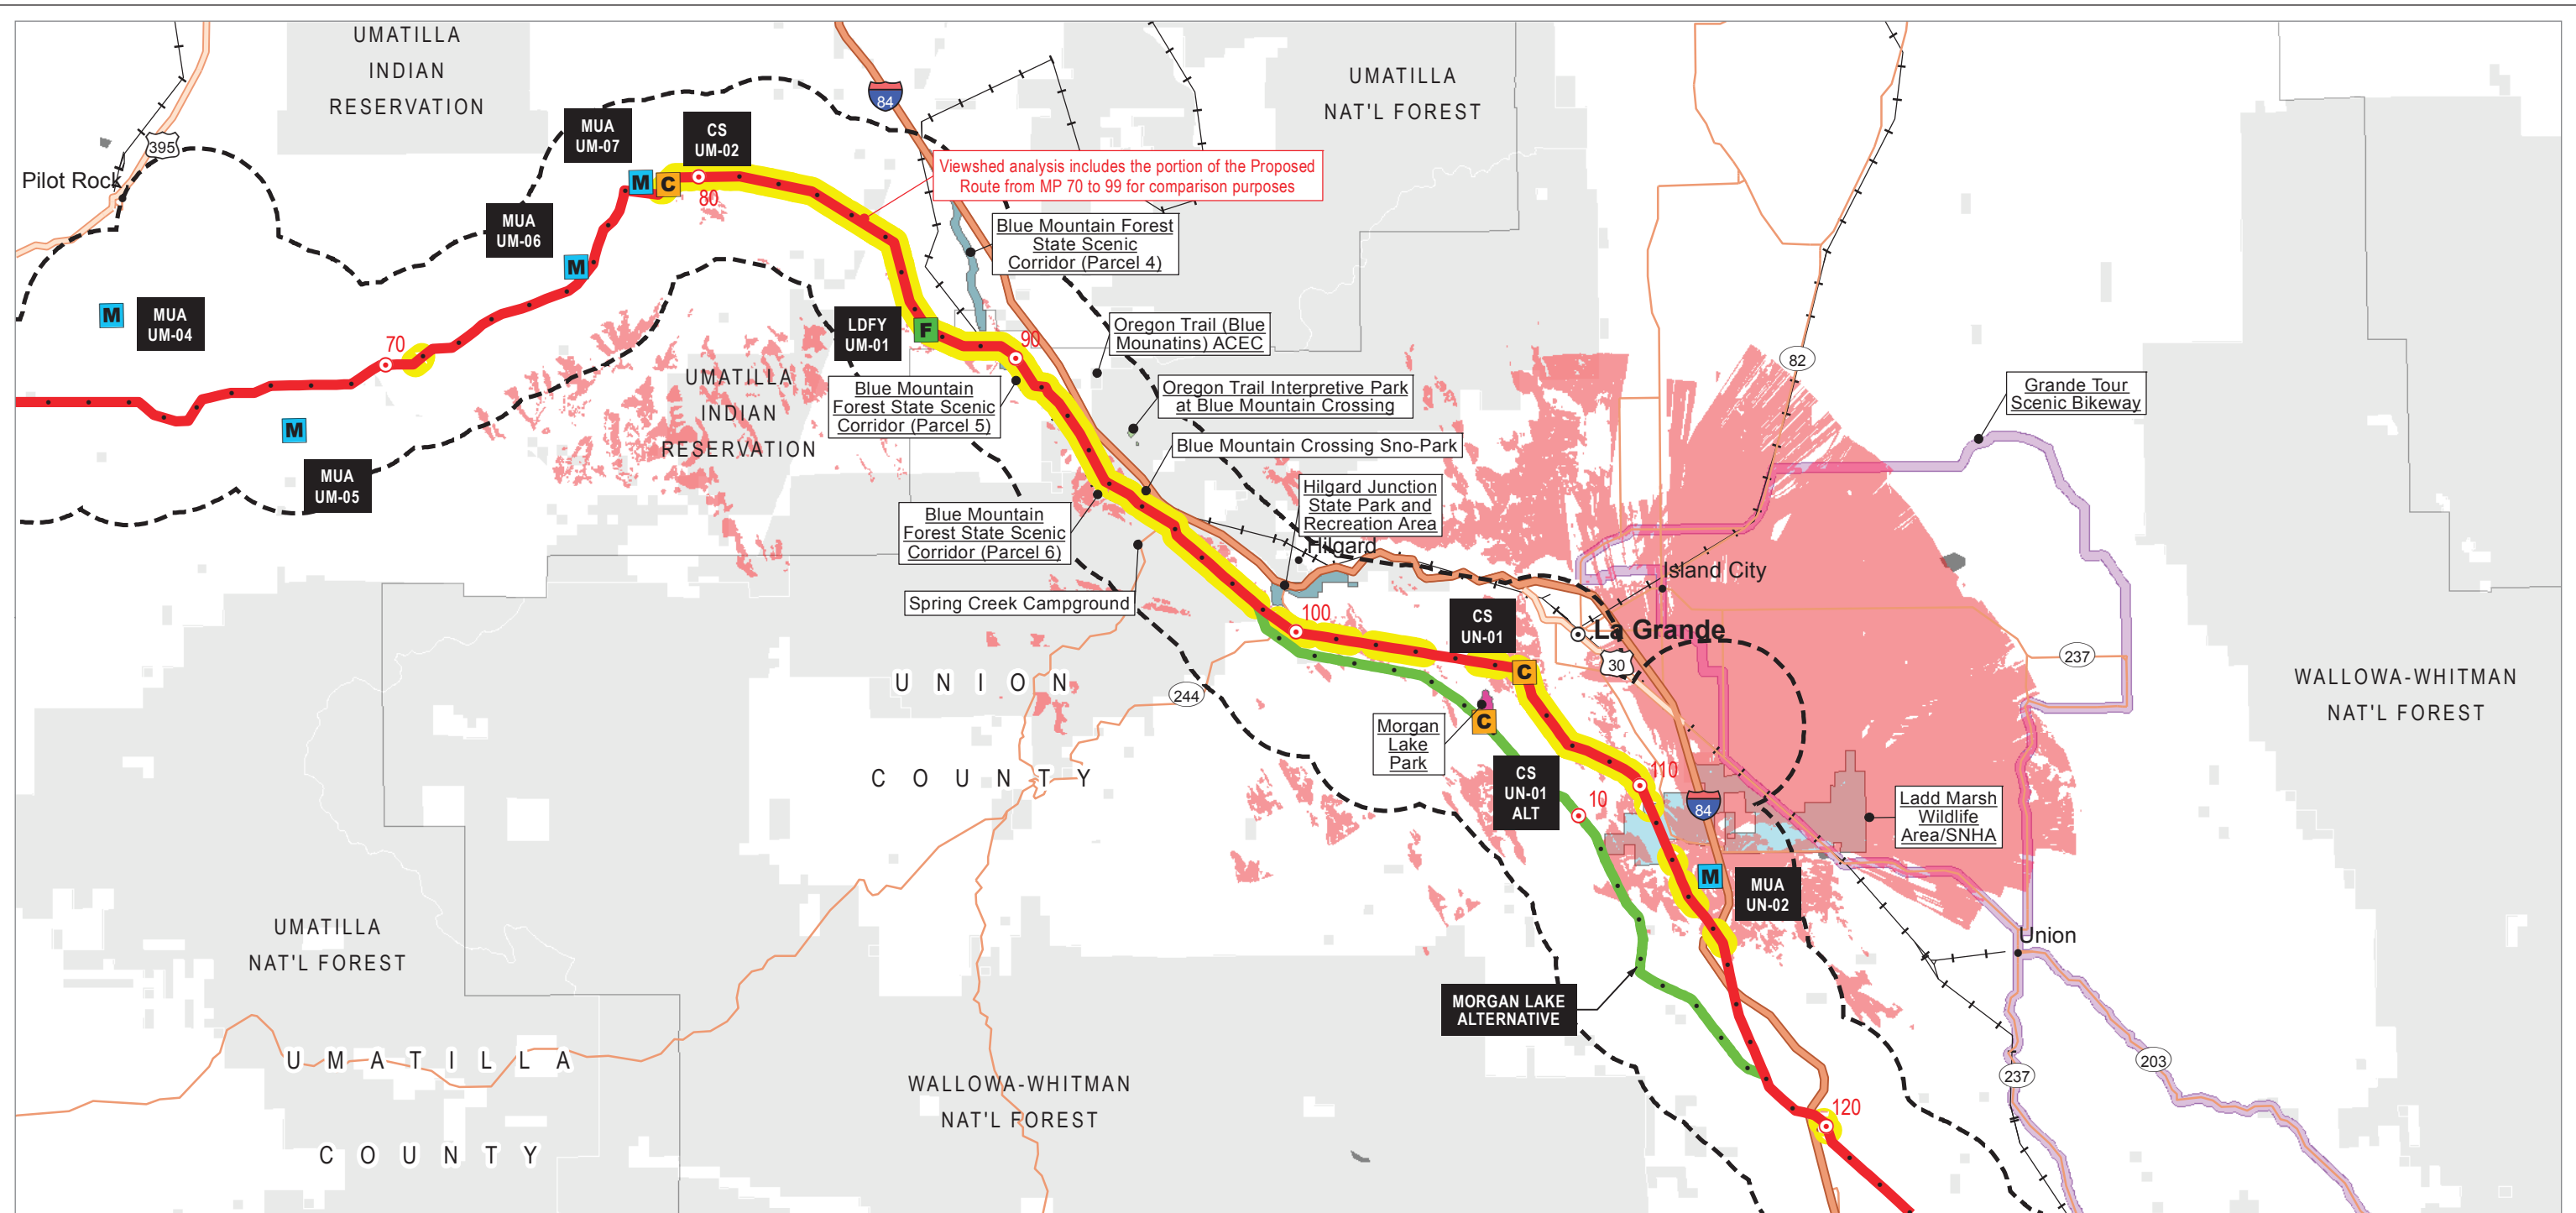 UMATILLA
INDIAN
RESERVATION
84
UMATILLA
NAT'L FOREST
395
Pilot Rock
MUA
UM-07
CS
UM-02
M
C
80
Viewshed analysis includes the portion of the Proposed
Route from MP 70 to 99 for comparison purposes
MUA
UM-06
M
Blue Mountain Forest
State Scenic
Corridor (Parcel 4)
M
MUA
UM-04
70
LDFY
UM-01
F
90
Oregon Trail (Blue
Mounatins) ACEC
82
UMATILLA
INDIAN
RESERVATION
Blue Mountain
Forest State Scenic
Corridor (Parcel 5)
Oregon Trail Interpretive Park
at Blue Mountain Crossing
Grande Tour
Scenic Bikeway
M
MUA
UM-05
Blue Mountain Crossing Sno-Park
Hilgard Junction
State Park and
Recreation Area
Blue Mountain
Forest State Scenic
Corridor (Parcel 6)
Hilgard
Island City
Spring Creek Campground
100
CS
UN-01
La Grande
30
237
C
UNION
COUNTY
244
Morgan
Lake
Park
C
WALLOWA-WHITMAN
NAT'L FOREST
CS
UN-01
ALT
10
110
84
Ladd Marsh
Wildlife
Area/SNHA
M
MUA
UN-02
UMATILLA
NAT'L FOREST
Union
MORGAN LAKE
ALTERNATIVE
UMATILLA
COUNTY
WALLOWA-WHITMAN
NAT'L FOREST
120
237
203